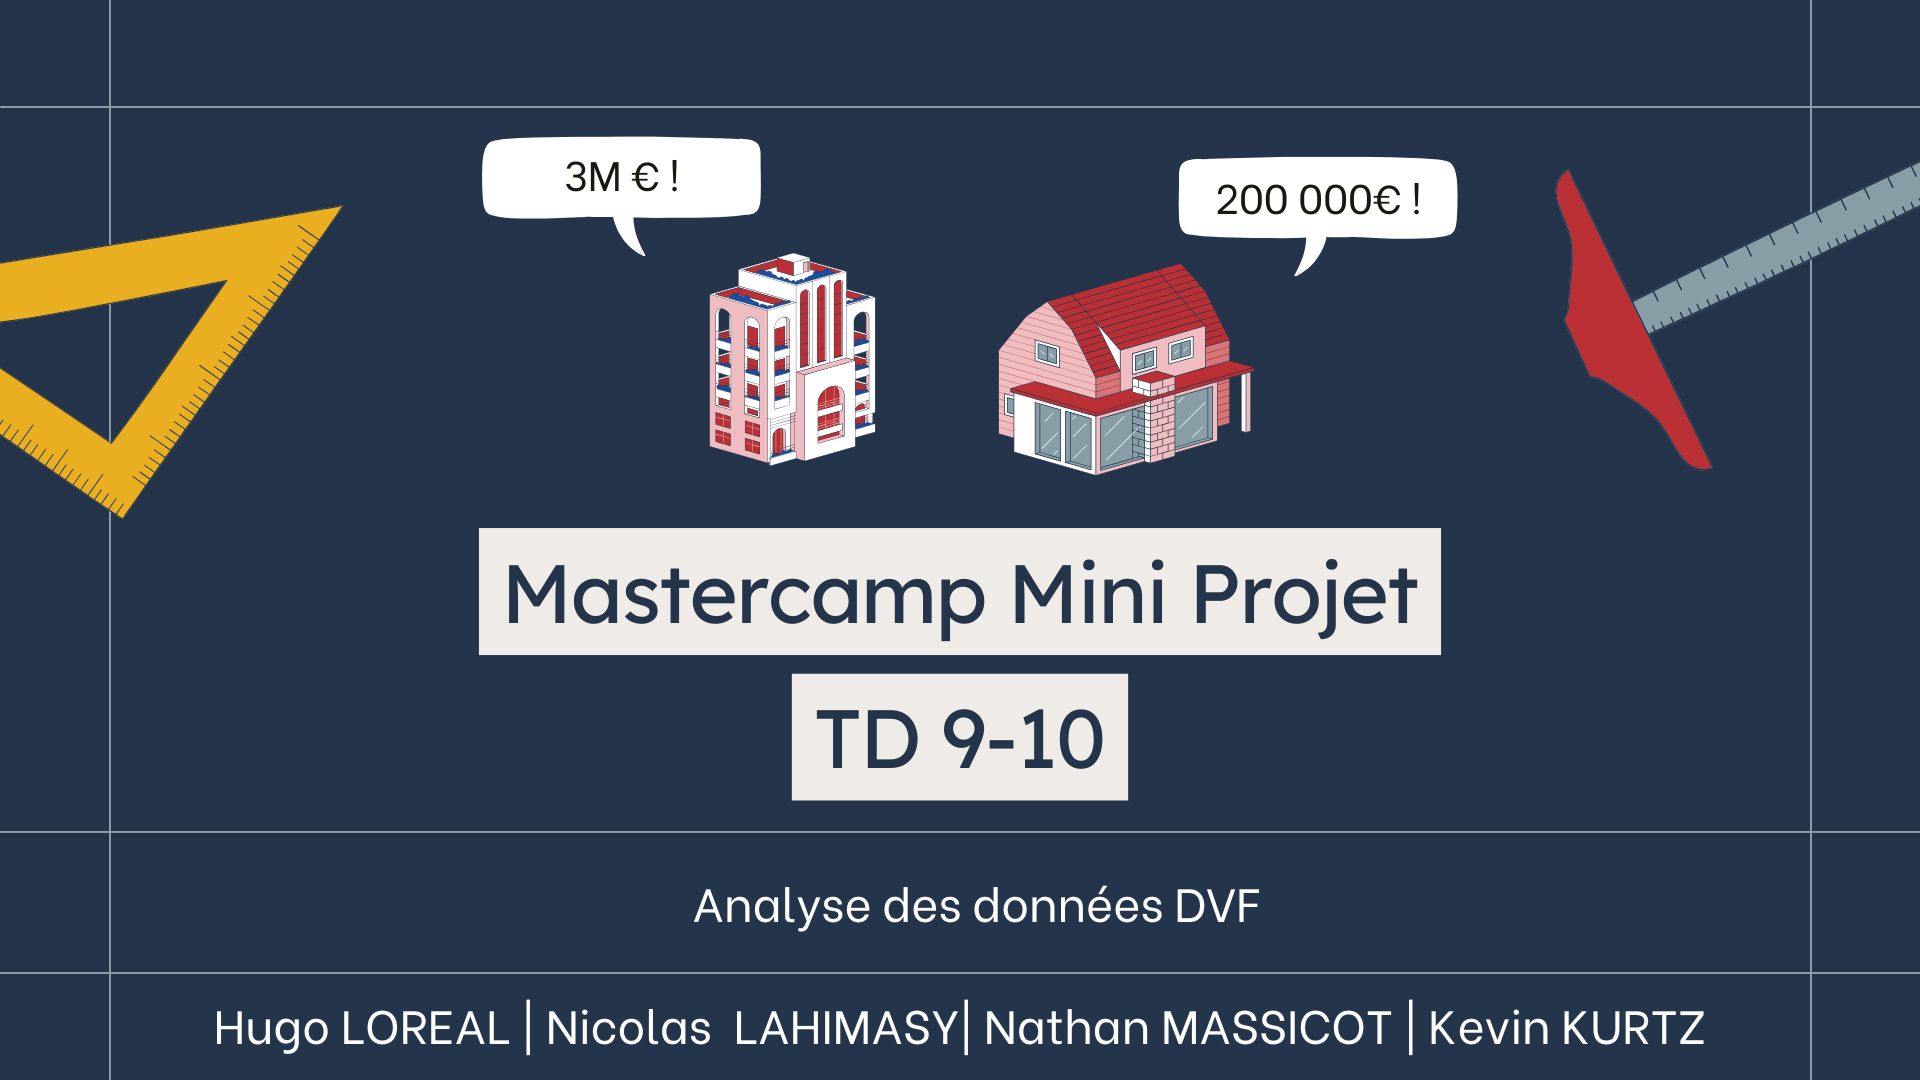 3M € !
200 000€ !
Mastercamp Mini Projet
TD 9-10
Analyse des données DVF
Hugo LOREAL | Nicolas  LAHIMASY| Nathan MASSICOT | Kevin KURTZ